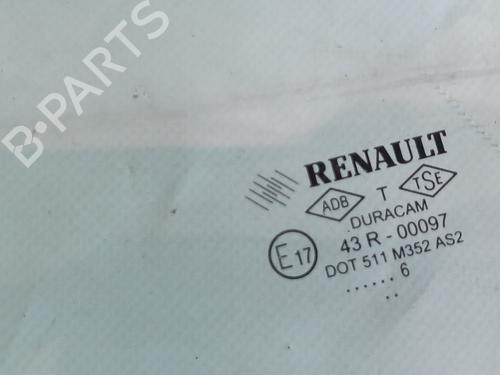 B-PARTS
RENAULT
ADB T TSE
.DURACAM
E17 43 R - 00097
DOT 511 M352 AS2
...... 6
..